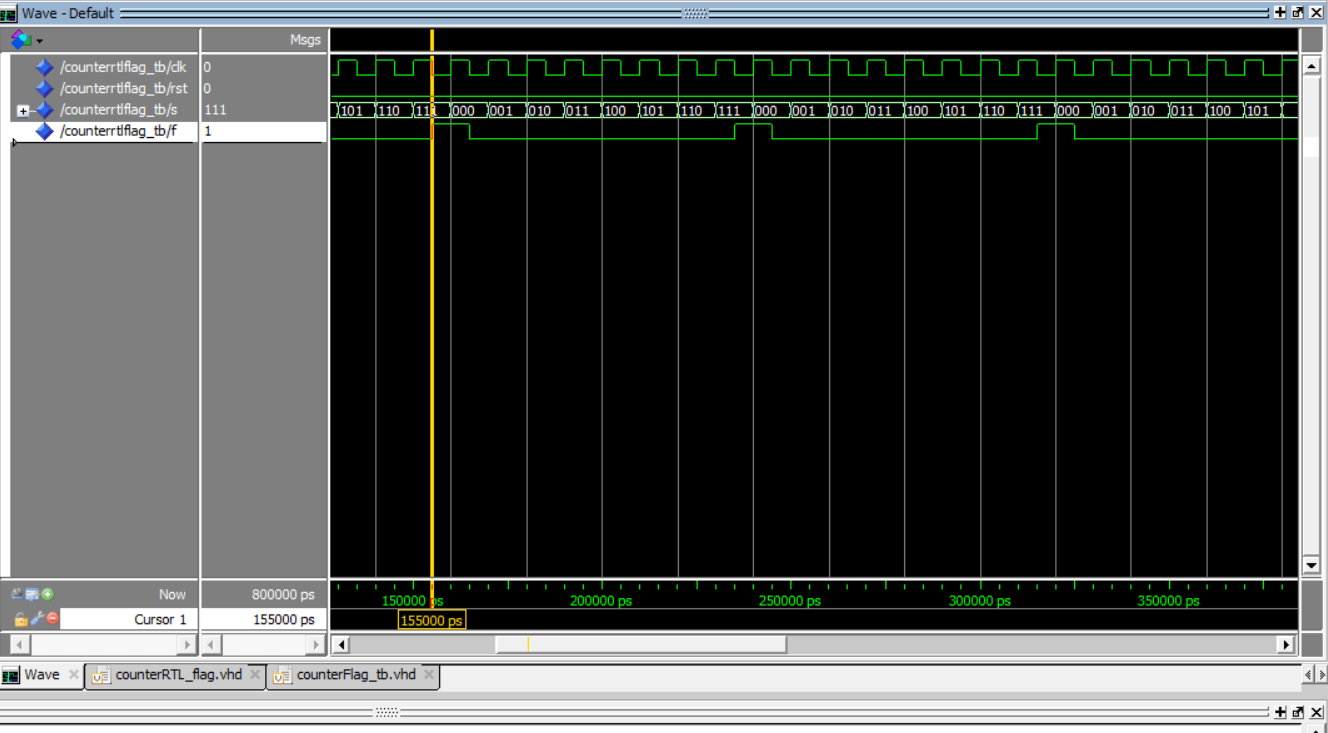 Wave - Default
Msgs
/counterrtlflag_tb/clk 0
/counterrtlflag_tb/rst 0
/counterrtlflag_tb/s 111 101 110 111 000 001 010 011 100 101 110 111 000 001 010 011 100 101 110 111 000 001 010 011 100 101
/counterrtlflag_tb/f 1
Now 800000 ps 150000 ps 200000 ps 250000 ps 300000 ps 350000 ps
Cursor 1 155000 ps 155000 ps
Wave counterRTL_flag.vhd counterFlag_tb.vhd